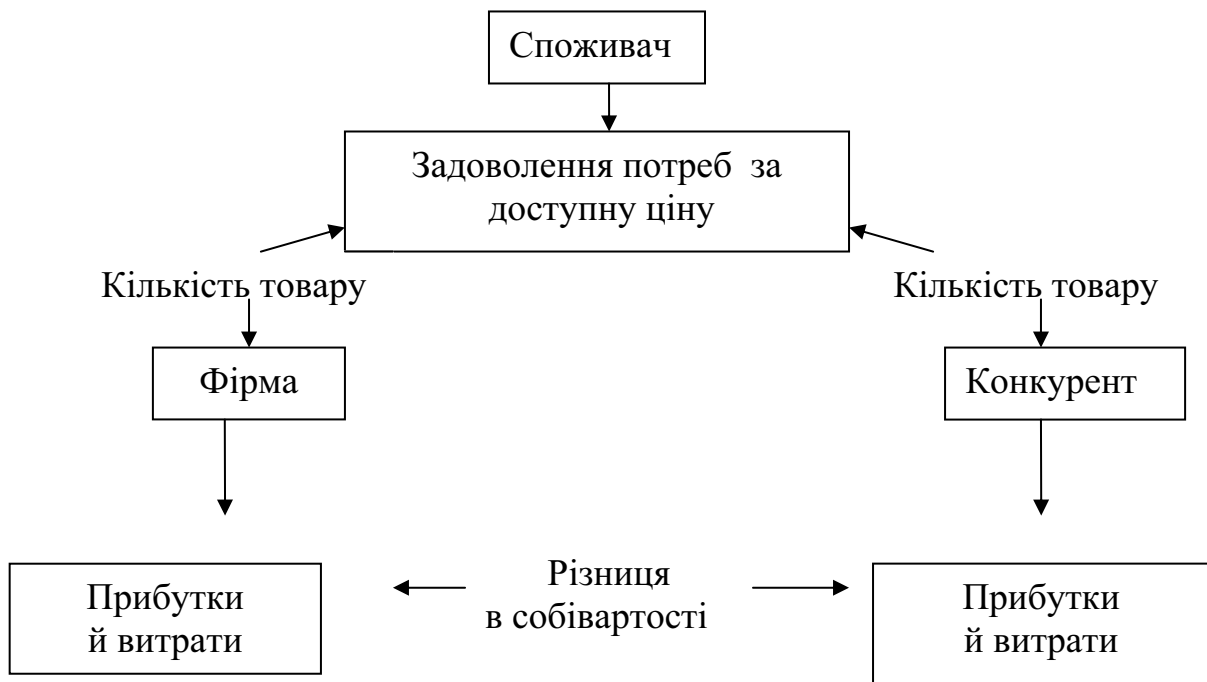 Споживач
Задоволення потреб за
доступну ціну
Кількість товару
Кількість товару
Фірма
Конкурент
Прибутки
й витрати
Різниця
в собівартості
Прибутки
й витрати